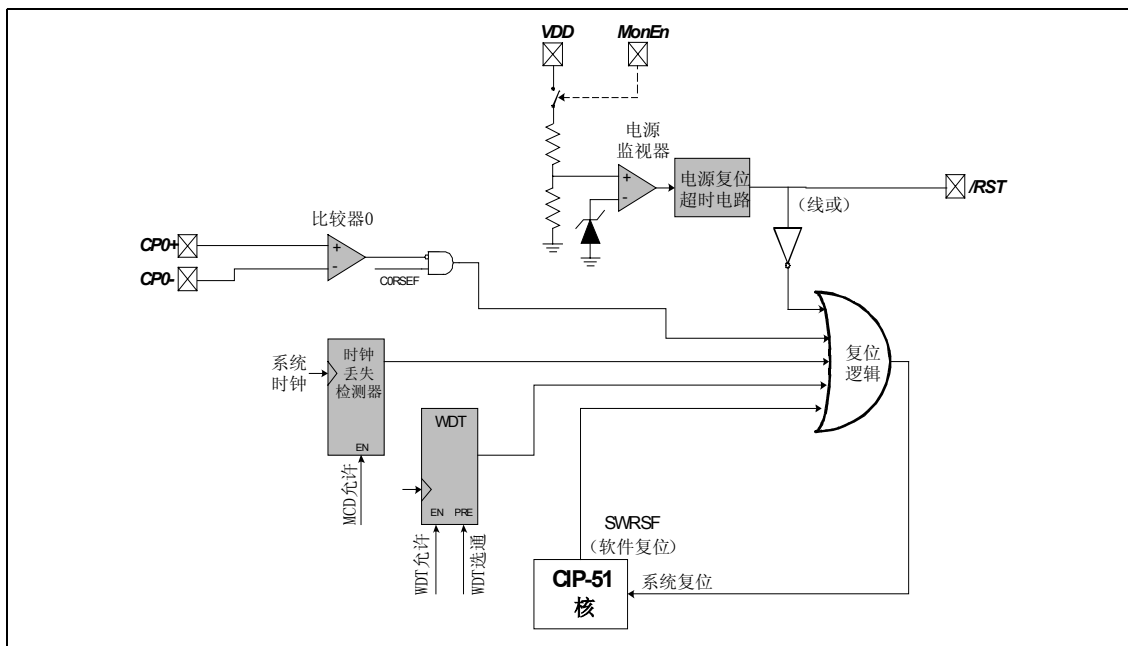 VDD
MonEn
电源
监视器
+
-
电源复位
超时电路
/RST
（线或）
比较器0
CP0+
CP0-
+
-
C0RSEF
系统
时钟
时钟
丢失
检测器
EN
MCD允许
WDT
EN PRE
WDT允许
WDT选通
复位
逻辑
SWRSF
（软件复位）
CIP-51
核
系统复位